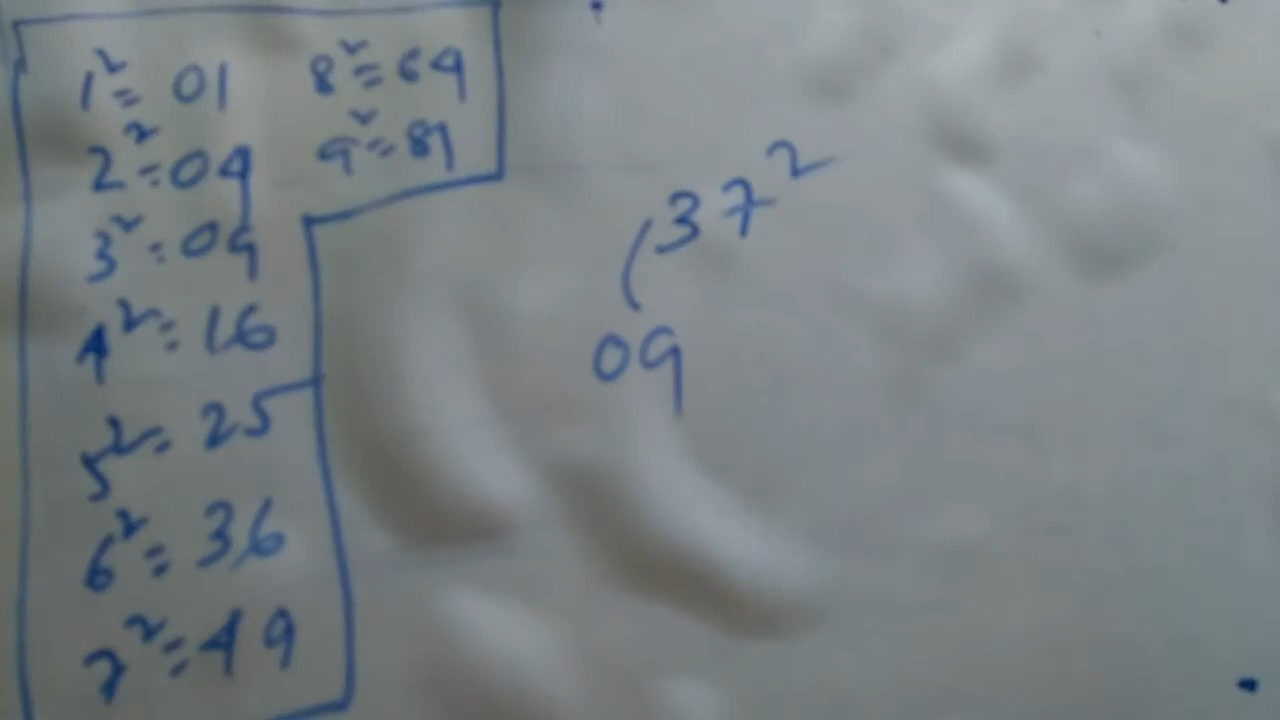 1² = 01
2² = 04
3² = 09
4² = 16
5² = 25
6² = 36
7² = 49
8² = 64
9² = 81
37²
09